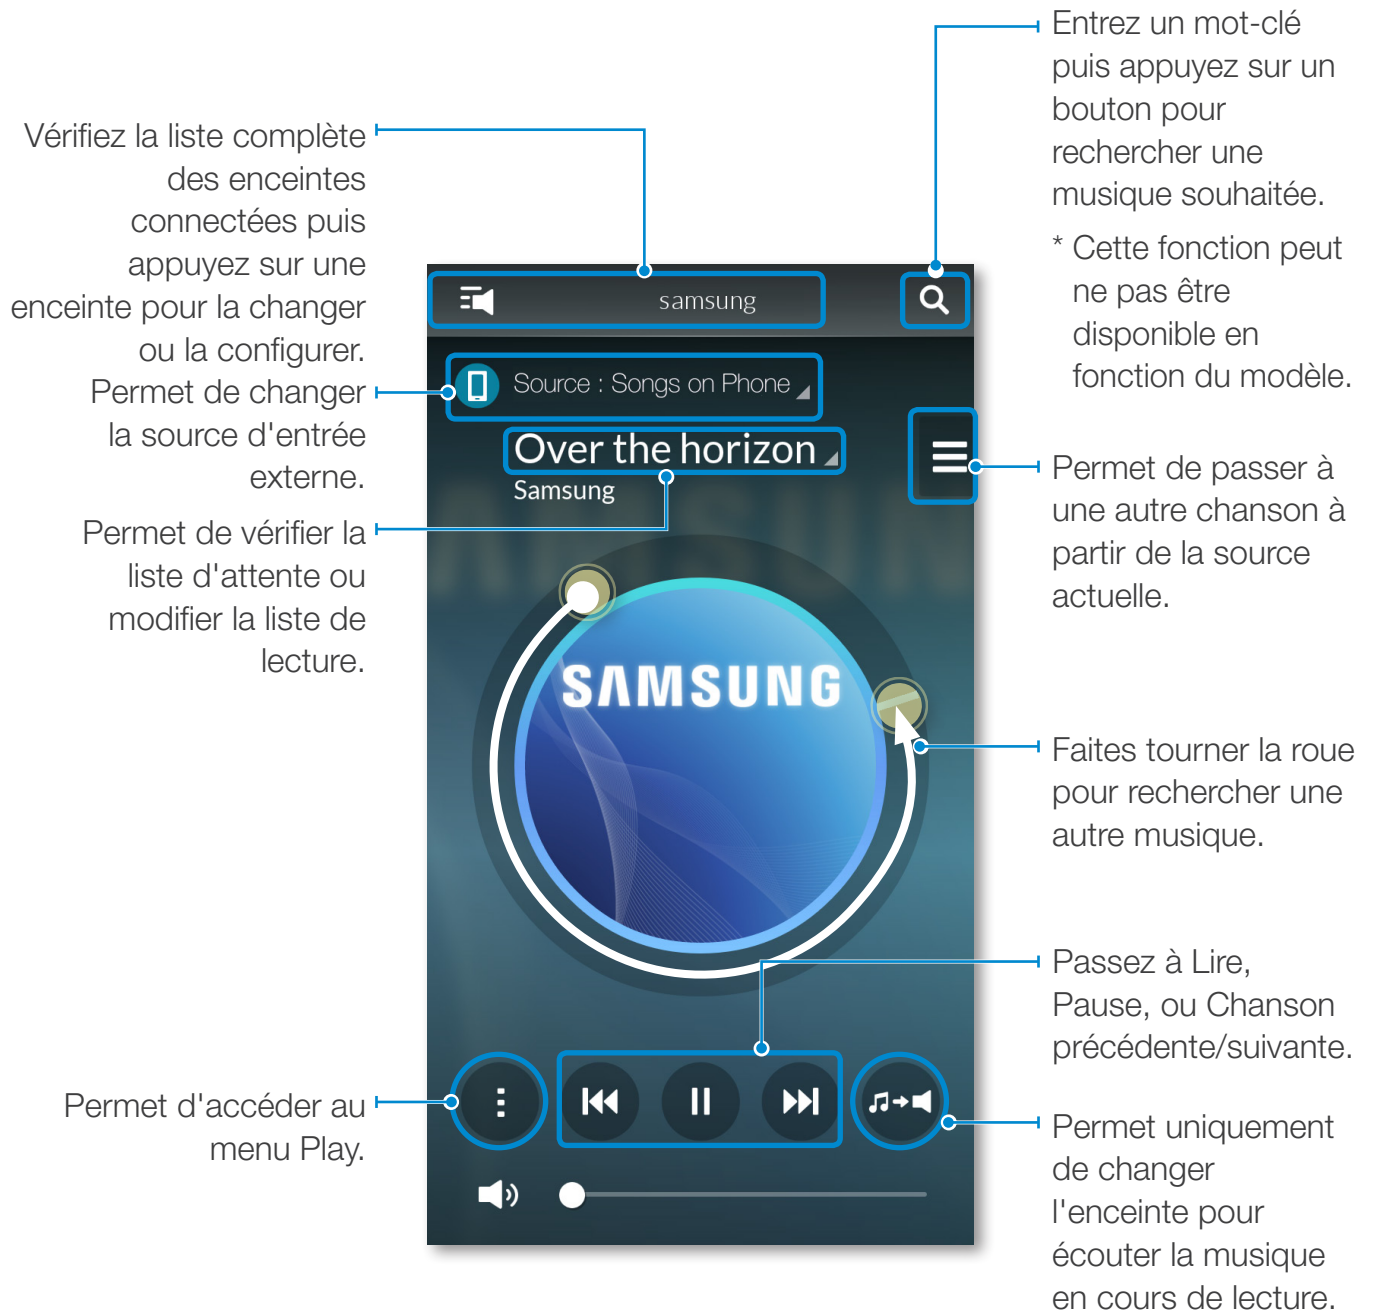 Vérifiez la liste complète
des enceintes
connectées puis
appuyez sur une
enceinte pour la changer
ou la configurer.
Permet de changer
la source d'entrée
externe.
Permet de vérifier la
liste d'attente ou
modifier la liste de
lecture.
Permet d'accéder au
menu Play.
samsung
Source : Songs on Phone
Over the horizon
Samsung
SAMSUNG
SAMSUNG
Entrez un mot-clé
puis appuyez sur un
bouton pour
rechercher une
musique souhaitée.
* Cette fonction peut
ne pas être
disponible en
fonction du modèle.
Permet de passer à
une autre chanson à
partir de la source
actuelle.
Faites tourner la roue
pour rechercher une
autre musique.
Passez à Lire,
Pause, ou Chanson
précédente/suivante.
Permet uniquement
de changer
l'enceinte pour
écouter la musique
en cours de lecture.